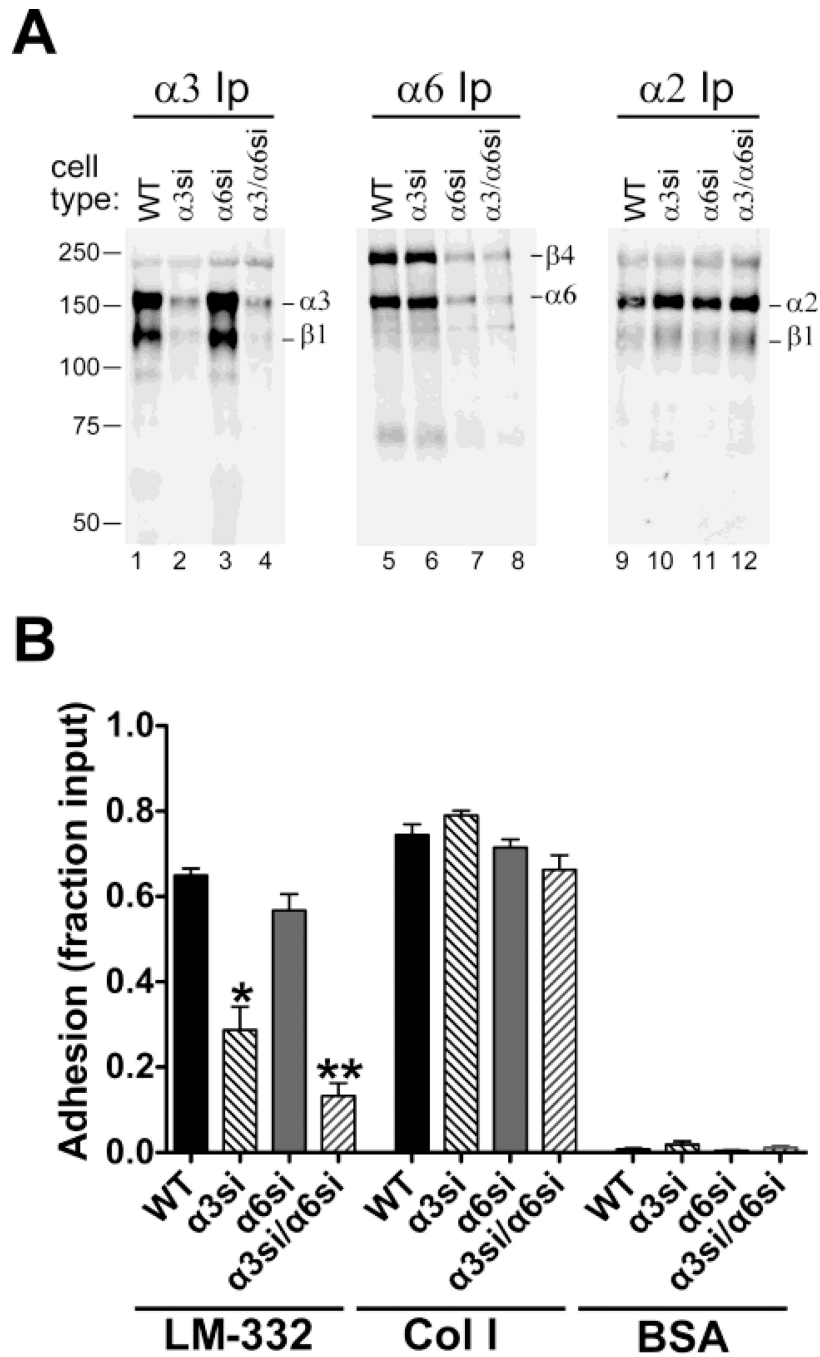 A
α3 Ip α6 Ip α2 Ip
cell type: WT α3si α6si α3/α6si WT α3si α6si α3/α6si WT α3si α6si α3/α6si
250
150
100
75
50
α3
β1
β4
α6
α2
β1
1 2 3 4 5 6 7 8 9 10 11 12
B
Adhesion (fraction input)
1.0
0.8
0.6
0.4
0.2
0.0
*
**
WT α3si α6si α3si/α6si WT α3si α6si α3si/α6si WT α3si α6si α3si/α6si
LM-332 Col I BSA